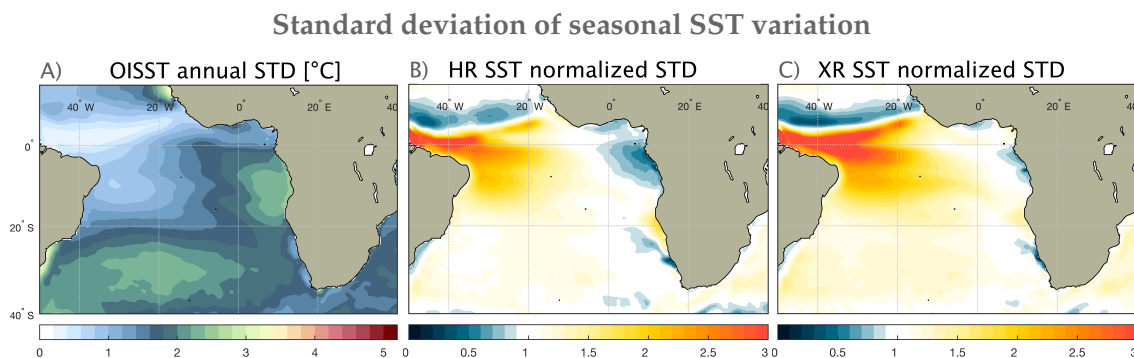 Standard deviation of seasonal SST variation
A) OISST annual STD [°C]
B) HR SST normalized STD
C) XR SST normalized STD
40° W 20° W 0° 20° E 40
40° W 20° W 0° 20° E 40
40° W 20° W 0° 20° E 40
0°
20° S
40° S
0 1 2 3 4 5
0 0.5 1 1.5 2 2.5 3.0
0 0.5 1 1.5 2 2.5 3.0